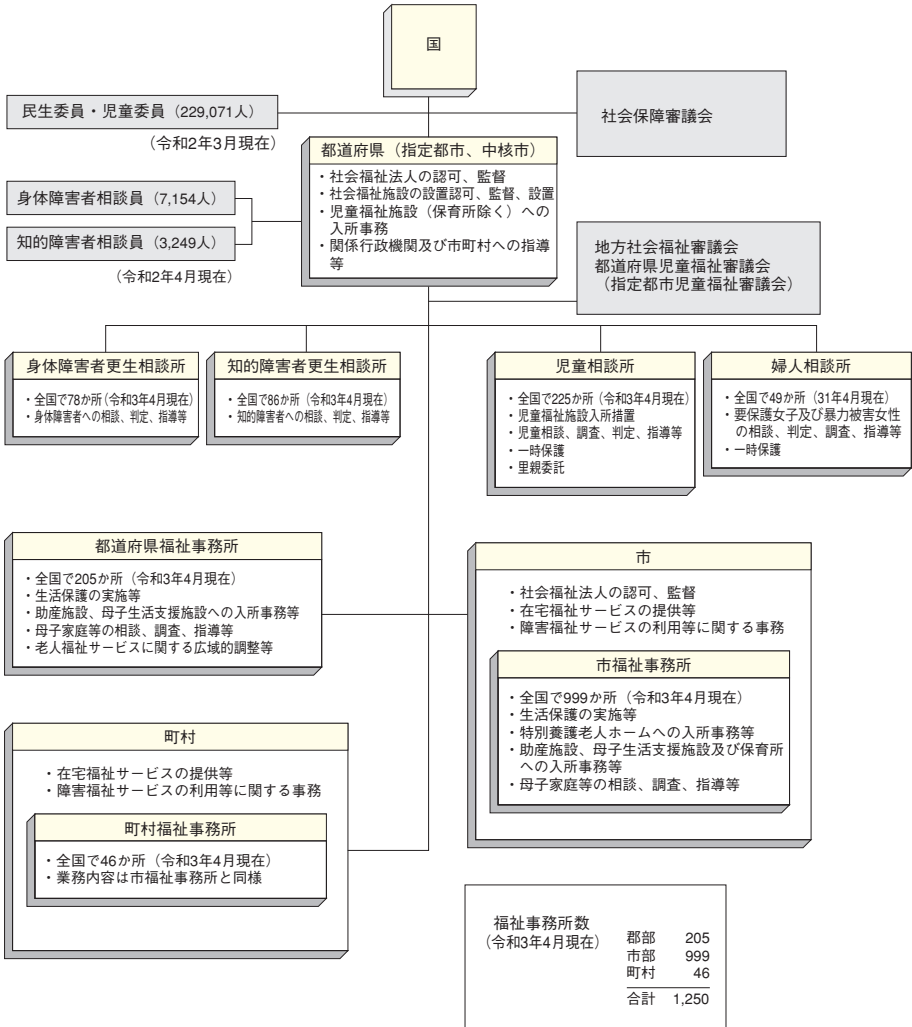 国
民生委員・児童委員（229,071人）
（令和2年3月現在）
社会保障審議会
都道府県（指定都市、中核市）
・社会福祉法人の認可、監督
・社会福祉施設の設置認可、監督、設置
・児童福祉施設（保育所除く）への
入所事務
・関係行政機関及び市町村への指導
等
身体障害者相談員（7,154人）
知的障害者相談員（3,249人）
（令和2年4月現在）
地方社会福祉審議会
都道府県児童福祉審議会
（指定都市児童福祉審議会）
身体障害者更生相談所
・全国で78か所（令和3年4月現在）
・身体障害者への相談、判定、指導等
知的障害者更生相談所
・全国で86か所（令和3年4月現在）
・知的障害者への相談、判定、指導等
児童相談所
・全国で225か所（令和3年4月現在）
・児童福祉施設入所措置
・児童相談、調査、判定、指導等
・一時保護
・里親委託
婦人相談所
・全国で49か所（31年4月現在）
・要保護女子及び暴力被害女性
の相談、判定、調査、指導等
・一時保護
都道府県福祉事務所
・全国で205か所（令和3年4月現在）
・生活保護の実施等
・助産施設、母子生活支援施設への入所事務等
・母子家庭等の相談、調査、指導等
・老人福祉サービスに関する広域的調整等
市
・社会福祉法人の認可、監督
・在宅福祉サービスの提供等
・障害福祉サービスの利用等に関する事務
市福祉事務所
・全国で999か所（令和3年4月現在）
・生活保護の実施等
・特別養護老人ホームへの入所事務等
・助産施設、母子生活支援施設及び保育所
への入所事務等
・母子家庭等の相談、調査、指導等
町村
・在宅福祉サービスの提供等
・障害福祉サービスの利用等に関する事務
町村福祉事務所
・全国で46か所（令和3年4月現在）
・業務内容は市福祉事務所と同様
福祉事務所数
（令和3年4月現在）
郡部 205
市部 999
町村 46
合計 1,250